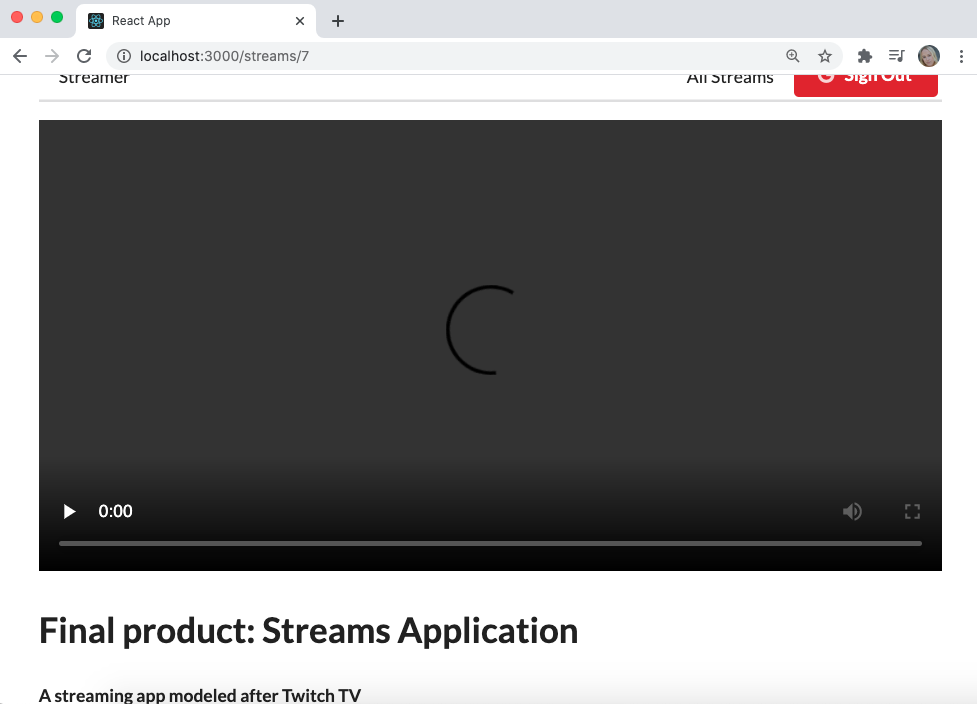 React App
localhost:3000/streams/7
Streamer
All Streams
Sign Out
0:00
Final product: Streams Application
A streaming app modeled after Twitch TV